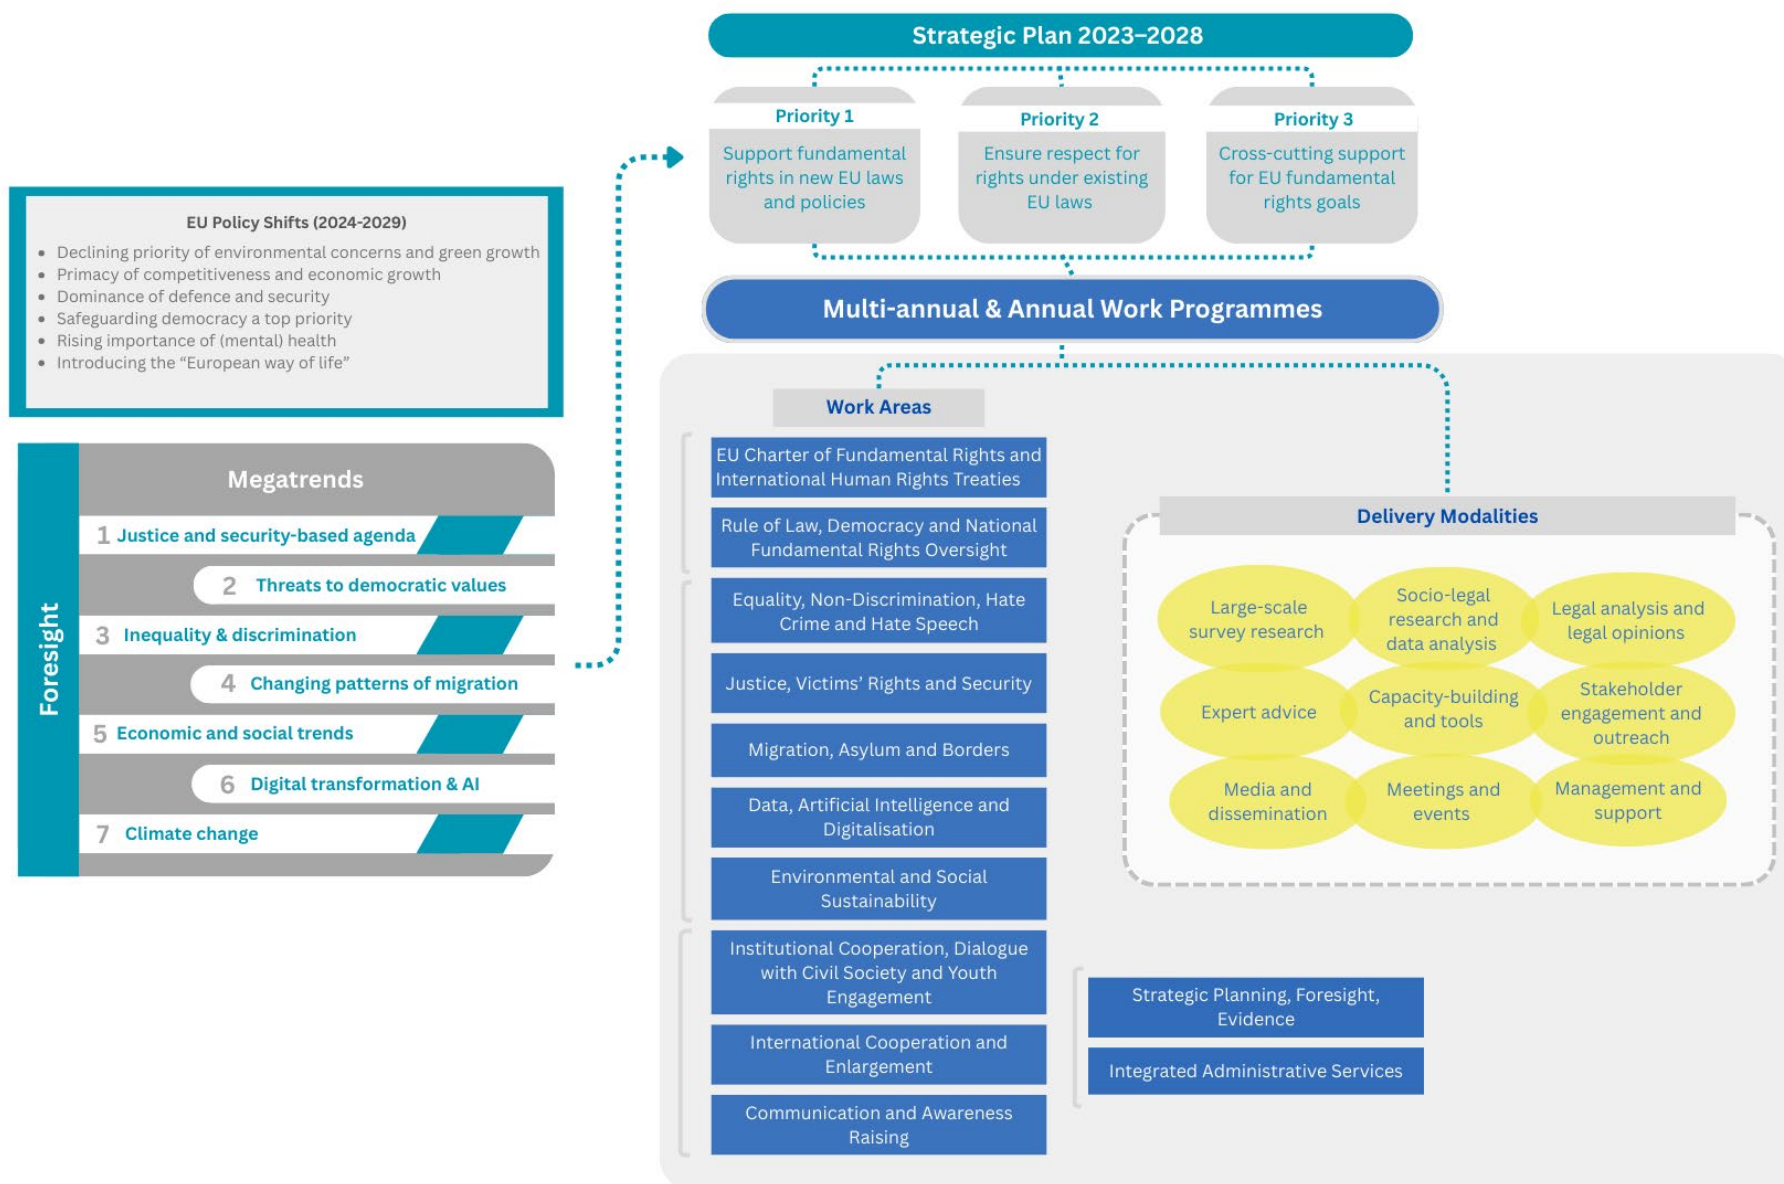 Strategic Plan 2023–2028
Priority 1
Support fundamental
rights in new EU laws
and policies
Priority 2
Ensure respect for
rights under existing
EU laws
Priority 3
Cross-cutting support
for EU fundamental
rights goals
EU Policy Shifts (2024-2029)
• Declining priority of environmental concerns and green growth
• Primacy of competitiveness and economic growth
• Dominance of defence and security
• Safeguarding democracy a top priority
• Rising importance of (mental) health
• Introducing the “European way of life”
Multi-annual & Annual Work Programmes
Foresight
Megatrends
1 Justice and security-based agenda
2 Threats to democratic values
3 Inequality & discrimination
4 Changing patterns of migration
5 Economic and social trends
6 Digital transformation & AI
7 Climate change
Work Areas
EU Charter of Fundamental Rights and
International Human Rights Treaties
Rule of Law, Democracy and National
Fundamental Rights Oversight
Equality, Non-Discrimination, Hate
Crime and Hate Speech
Justice, Victims’ Rights and Security
Migration, Asylum and Borders
Data, Artificial Intelligence and
Digitalisation
Environmental and Social
Sustainability
Institutional Cooperation, Dialogue
with Civil Society and Youth
Engagement
International Cooperation and
Enlargement
Communication and Awareness
Raising
Strategic Planning, Foresight,
Evidence
Integrated Administrative Services
Delivery Modalities
Large-scale
survey research
Socio-legal
research and
data analysis
Legal analysis and
legal opinions
Expert advice
Capacity-building
and tools
Stakeholder
engagement and
outreach
Media and
dissemination
Meetings and
events
Management and
support